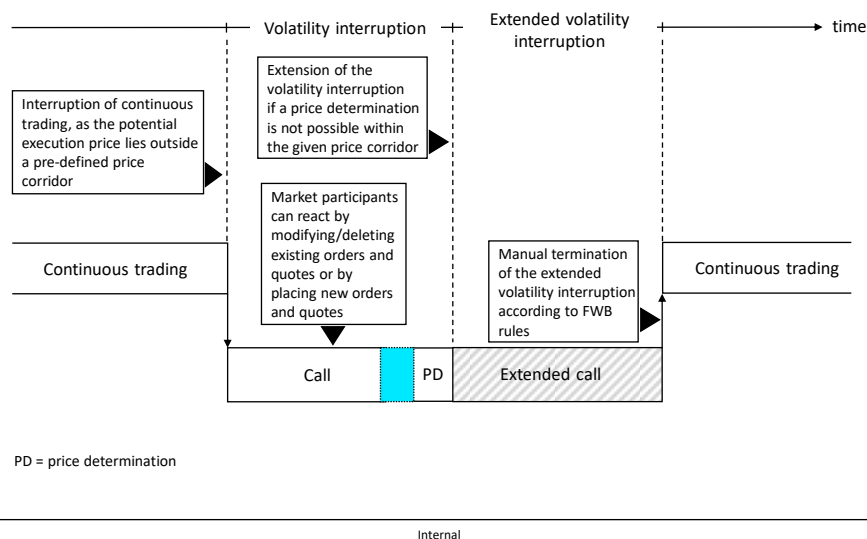 Volatility interruption
Extended volatility
interruption
time
Interruption of continuous
trading, as the potential
execution price lies outside
a pre-defined price
corridor
Extension of the
volatility interruption
if a price determination
is not possible within
the given price corridor
Market participants
can react by
modifying/deleting
existing orders and
quotes or by
placing new orders
and quotes
Manual termination
of the extended
volatility interruption
according to FWB
rules
Continuous trading
Continuous trading
Call
PD
Extended call
PD = price determination
Internal